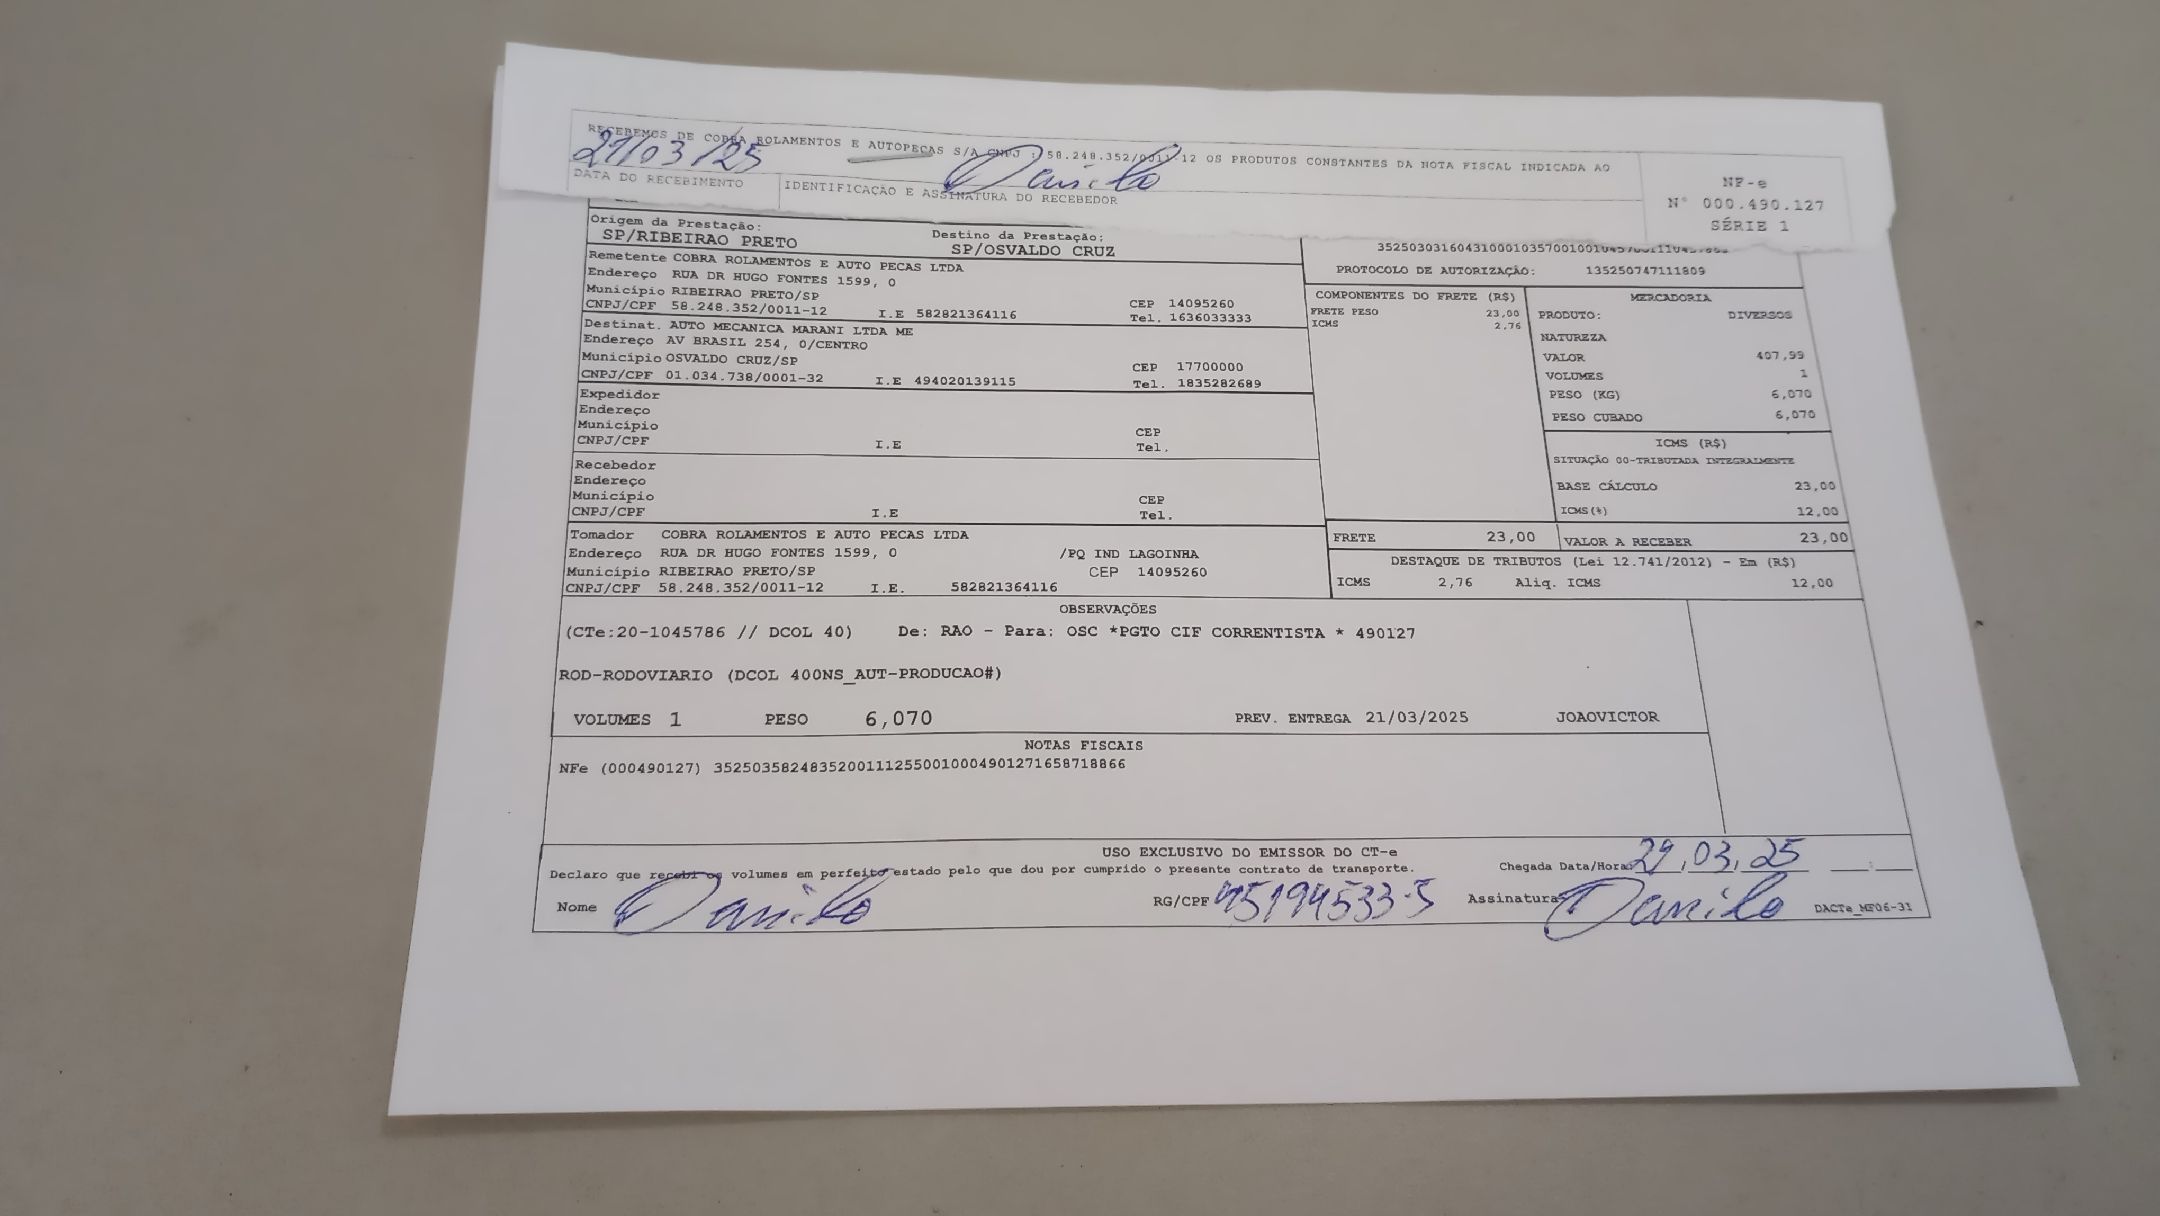 RECEBEMOS DE COBRA ROLAMENTOS E AUTOPECAS S/A CNPJ : 58.248.352/0011-12 OS PRODUTOS CONSTANTES DA NOTA FISCAL INDICADA AO
/03/25 Danilo
DATA DO RECEBIMENTO IDENTIFICAÇÃO E ASSINATURA DO RECEBEDOR
NF-e
N° 000.490.127
SÉRIE 1
Origem da Prestação: Destino da Prestação:
SP/RIBEIRAO PRETO SP/OSVALDO CRUZ
Remetente COBRA ROLAMENTOS E AUTO PECAS LTDA
Endereço RUA DR HUGO FONTES 1599, 0
Município RIBEIRAO PRETO/SP CEP 14095260
CNPJ/CPF 58.248.352/0011-12 I.E 582821364116 Tel. 1636033333
Destinat. AUTO MECANICA MARANI LTDA ME
Endereço AV BRASIL 254, 0/CENTRO
Município OSVALDO CRUZ/SP CEP 17700000
CNPJ/CPF 01.034.738/0001-32 I.E 494020139115 Tel. 1835282689
Expedidor
Endereço
Município CEP
CNPJ/CPF I.E Tel.
Recebedor
Endereço
Município CEP
CNPJ/CPF I.E Tel.
Tomador COBRA ROLAMENTOS E AUTO PECAS LTDA
Endereço RUA DR HUGO FONTES 1599, 0 /PQ IND LAGOINHA
Município RIBEIRAO PRETO/SP CEP 14095260
CNPJ/CPF 58.248.352/0011-12 I.E. 582821364116
PROTOCOLO DE AUTORIZAÇÃO: 135250747111809
COMPONENTES DO FRETE (R$)
FRETE PESO 23,00
ICMS 2,76
MERCADORIA
PRODUTO: DIVERSOS
NATUREZA
VALOR 407,99
VOLUMES 1
PESO (KG) 6,070
PESO CUBADO 6,070
ICMS (R$)
SITUAÇÃO 00-TRIBUTADA INTEGRALMENTE
BASE CÁLCULO 23,00
ICMS(%) 12,00
FRETE 23,00 VALOR A RECEBER 23,00
DESTAQUE DE TRIBUTOS (Lei 12.741/2012) - Em (R$)
ICMS 2,76 Aliq. ICMS 12,00
OBSERVAÇÕES
(CTe:20-1045786 // DCOL 40) De: RAO - Para: OSC *PGTO CIF CORRENTISTA * 490127
ROD-RODOVIARIO (DCOL 400NS_AUT-PRODUCAO#)
VOLUMES 1 PESO 6,070 PREV. ENTREGA 21/03/2025 JOAOVICTOR
NOTAS FISCAIS
NFe (000490127) 35250358248352001112550010004901271658718866
USO EXCLUSIVO DO EMISSOR DO CT-e
Declaro que recebi os volumes em perfeito estado pelo que dou por cumprido o presente contrato de transporte.
Chegada Data/Hora: ,03,25 :
Nome Danilo RG/CPF Assinatura Danilo DACTe_MF06-31